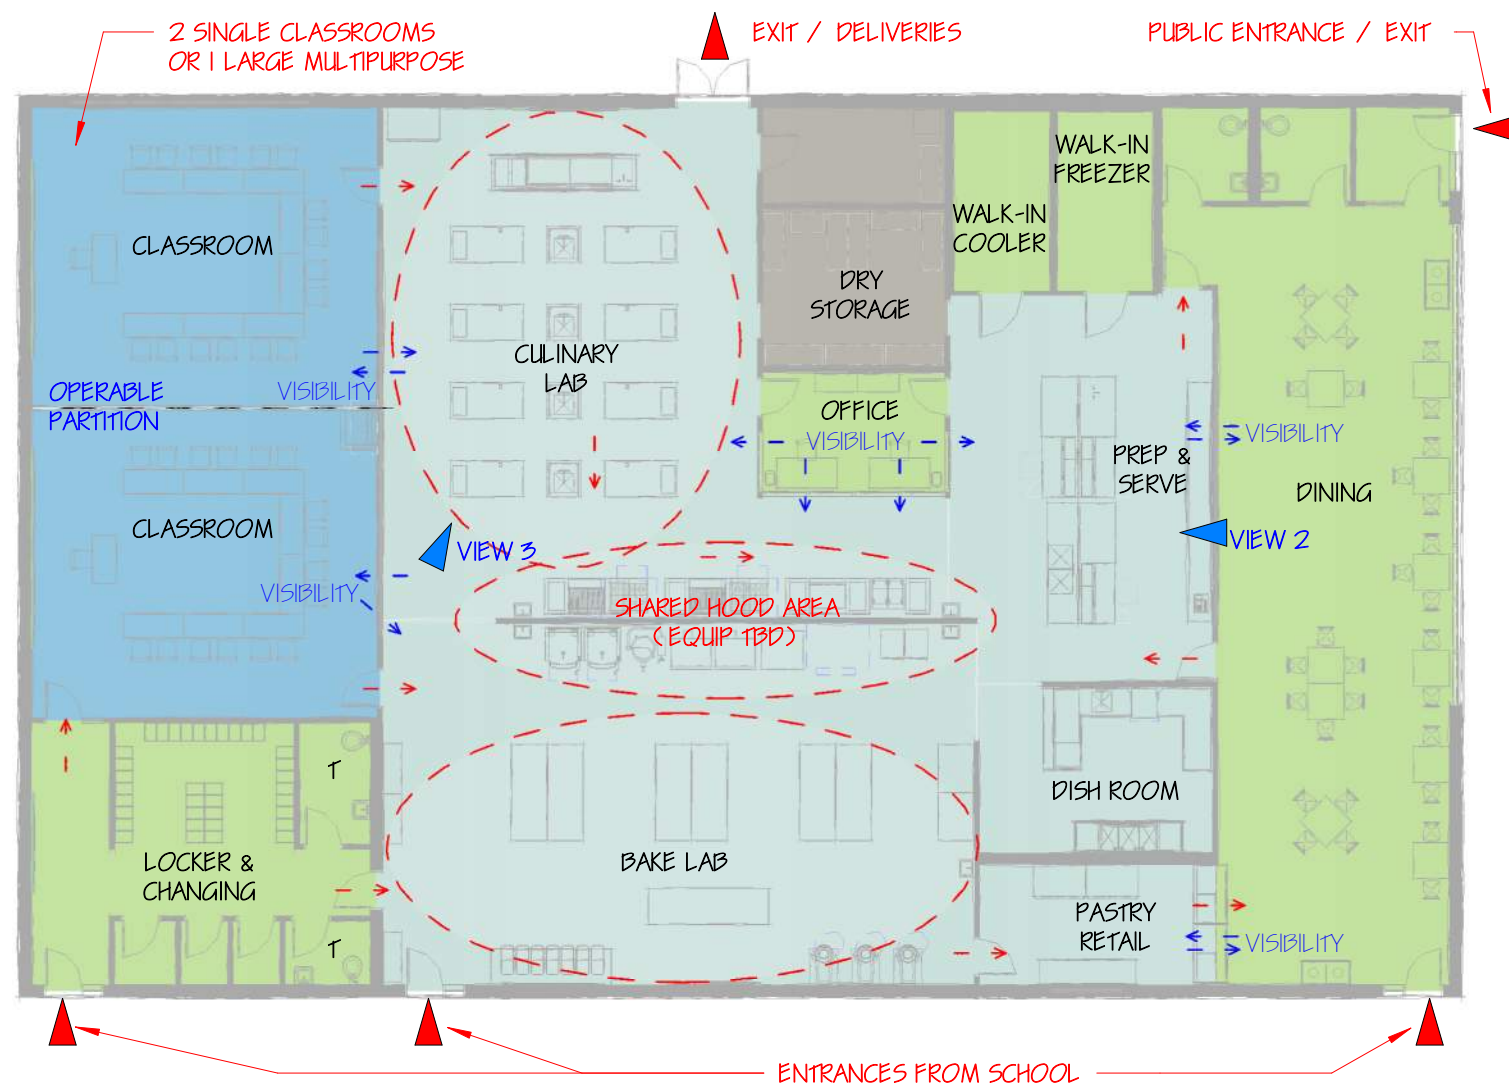 2 SINGLE CLASSROOMS
OR 1 LARGE MULTIPURPOSE
EXIT / DELIVERIES
PUBLIC ENTRANCE / EXIT
WALK-IN
FREEZER
WALK-IN
COOLER
CLASSROOM
DRY
STORAGE
CULINARY
LAB
OPERABLE
PARTITION
VISIBILITY
OFFICE
VISIBILITY
VISIBILITY
PREP &
SERVE
DINING
CLASSROOM
VIEW 3
VIEW 2
VISIBILITY
SHARED HOOD AREA
(EQUIP TBD)
T
DISH ROOM
LOCKER &
CHANGING
BAKE LAB
PASTRY
RETAIL
T
VISIBILITY
ENTRANCES FROM SCHOOL